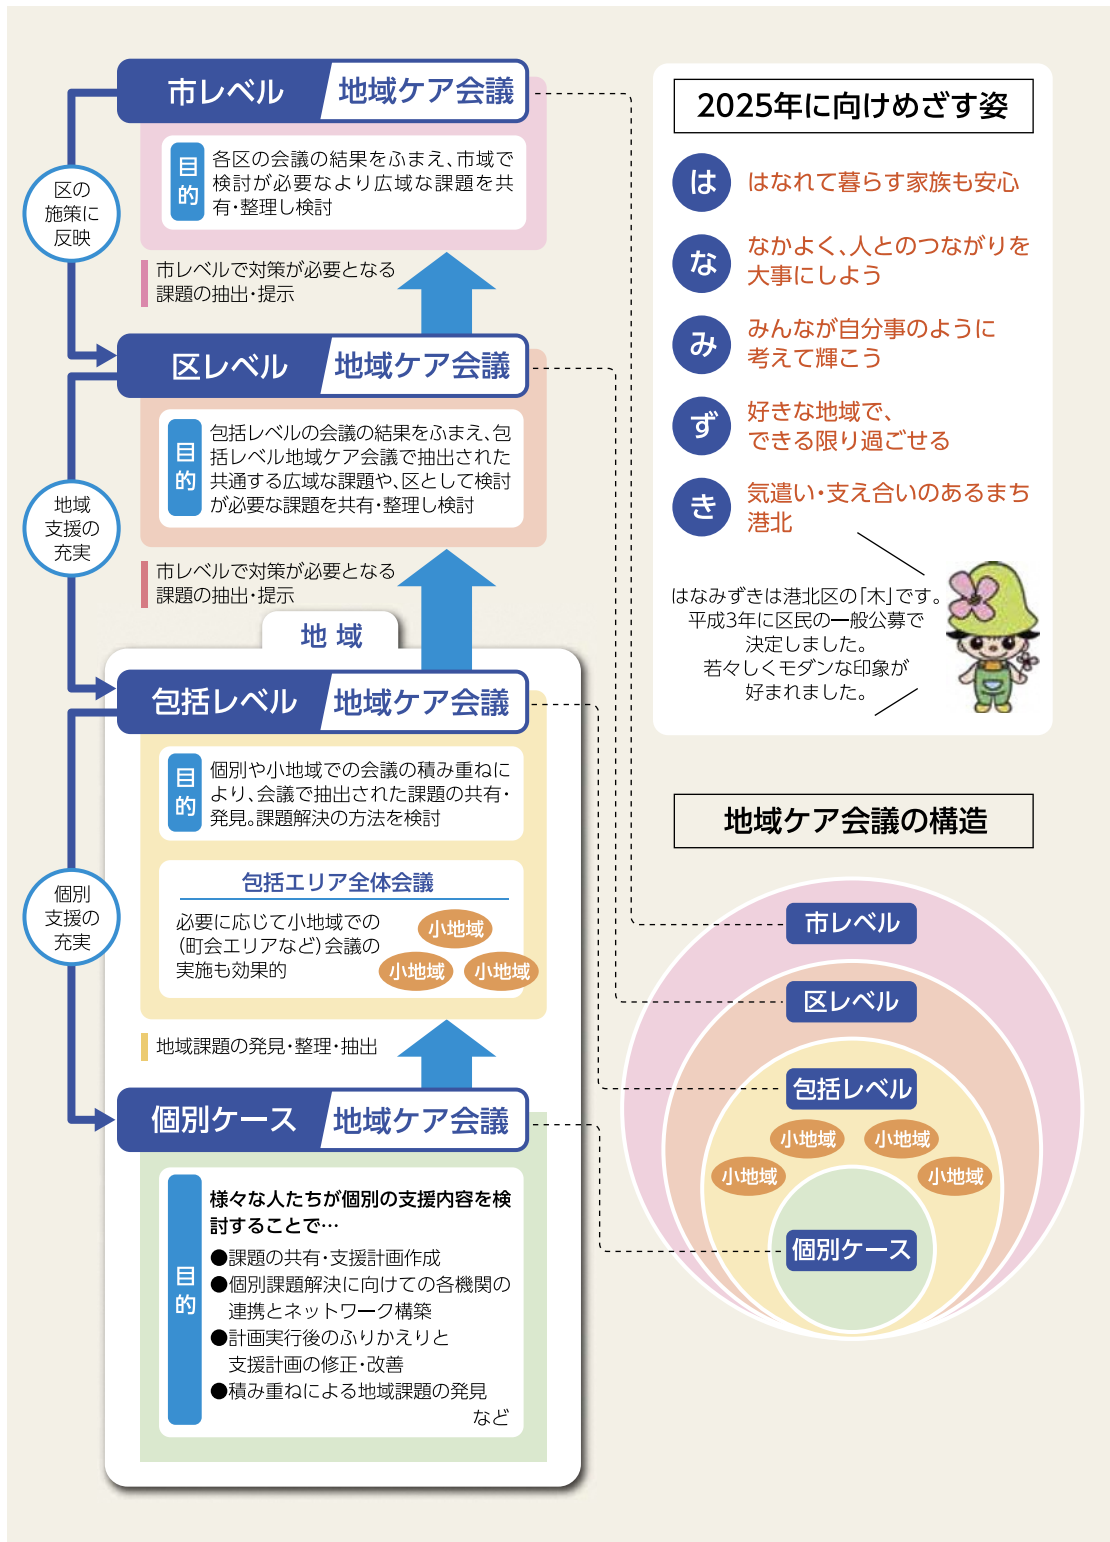 市レベル 地域ケア会議
目的
各区の会議の結果をふまえ、市域で
検討が必要なより広域な課題を共
有・整理し検討
区の
施策に
反映
市レベルで対策が必要となる
課題の抽出・提示
区レベル 地域ケア会議
目的
包括レベルの会議の結果をふまえ、包
括レベル地域ケア会議で抽出された
共通する広域な課題や、区として検討
が必要な課題を共有・整理し検討
地域
支援の
充実
市レベルで対策が必要となる
課題の抽出・提示
地域
包括レベル 地域ケア会議
目的
個別や小地域での会議の積み重ねに
より、会議で抽出された課題の共有・
発見。課題解決の方法を検討
包括エリア全体会議
必要に応じて小地域での
（町会エリアなど）会議の
実施も効果的
小地域
小地域 小地域
個別
支援の
充実
地域課題の発見・整理・抽出
個別ケース 地域ケア会議
目的
様々な人たちが個別の支援内容を検
討することで…
●課題の共有・支援計画作成
●個別課題解決に向けての各機関の
連携とネットワーク構築
●計画実行後のふりかえりと
支援計画の修正・改善
●積み重ねによる地域課題の発見
など
2025年に向けめざす姿
は はなれて暮らす家族も安心
な なかよく、人とのつながりを
大事にしよう
み みんなが自分事のように
考えて輝こう
ず 好きな地域で、
できる限り過ごせる
き 気遣い・支え合いのあるまち
港北
はなみずきは港北区の「木」です。
平成3年に区民の一般公募で
決定しました。
若々しくモダンな印象が
好まれました。
地域ケア会議の構造
市レベル
区レベル
包括レベル
小地域 小地域
小地域 小地域
個別ケース